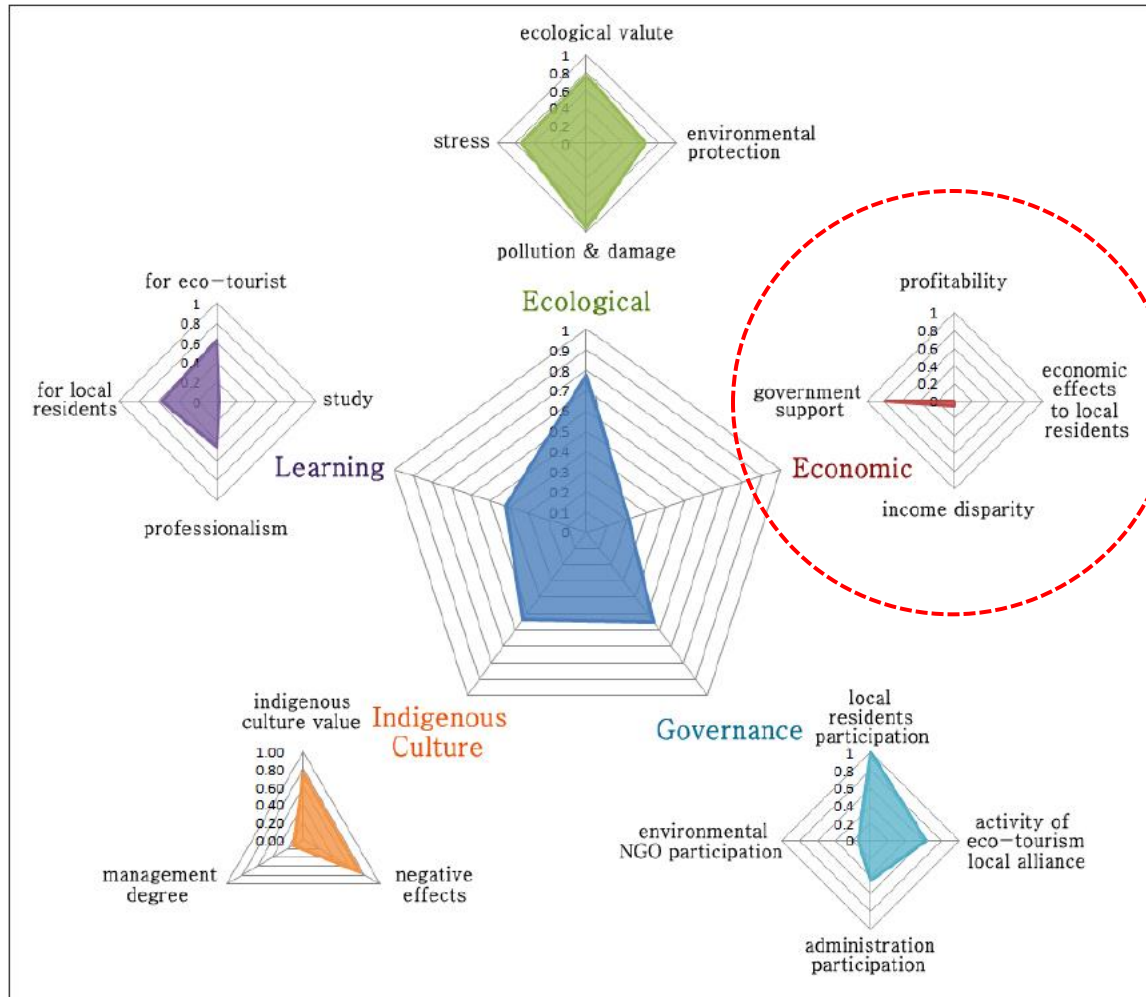 ecological valute
1
0.8
0.6
0.4
0.2
0
stress
environmental
protection
pollution & damage
Ecological
for eco-tourist
1
0.8
0.6
0.4
0.2
0
for local
residents
study
professionalism
Learning
profitability
1
0.8
0.6
0.4
0.2
0
government
support
economic
effects
to local
residents
income disparity
Economic
1
0.9
0.8
0.7
0.6
0.5
0.4
0.3
0.2
0.1
0
indigenous
culture value
1.00
0.80
0.60
0.40
0.20
0.00
management
degree
negative
effects
Indigenous
Culture
Governance
local
residents
participation
1
0.8
0.6
0.4
0.2
0
environmental
NGO participation
activity of
eco-tourism
local alliance
administration
participation